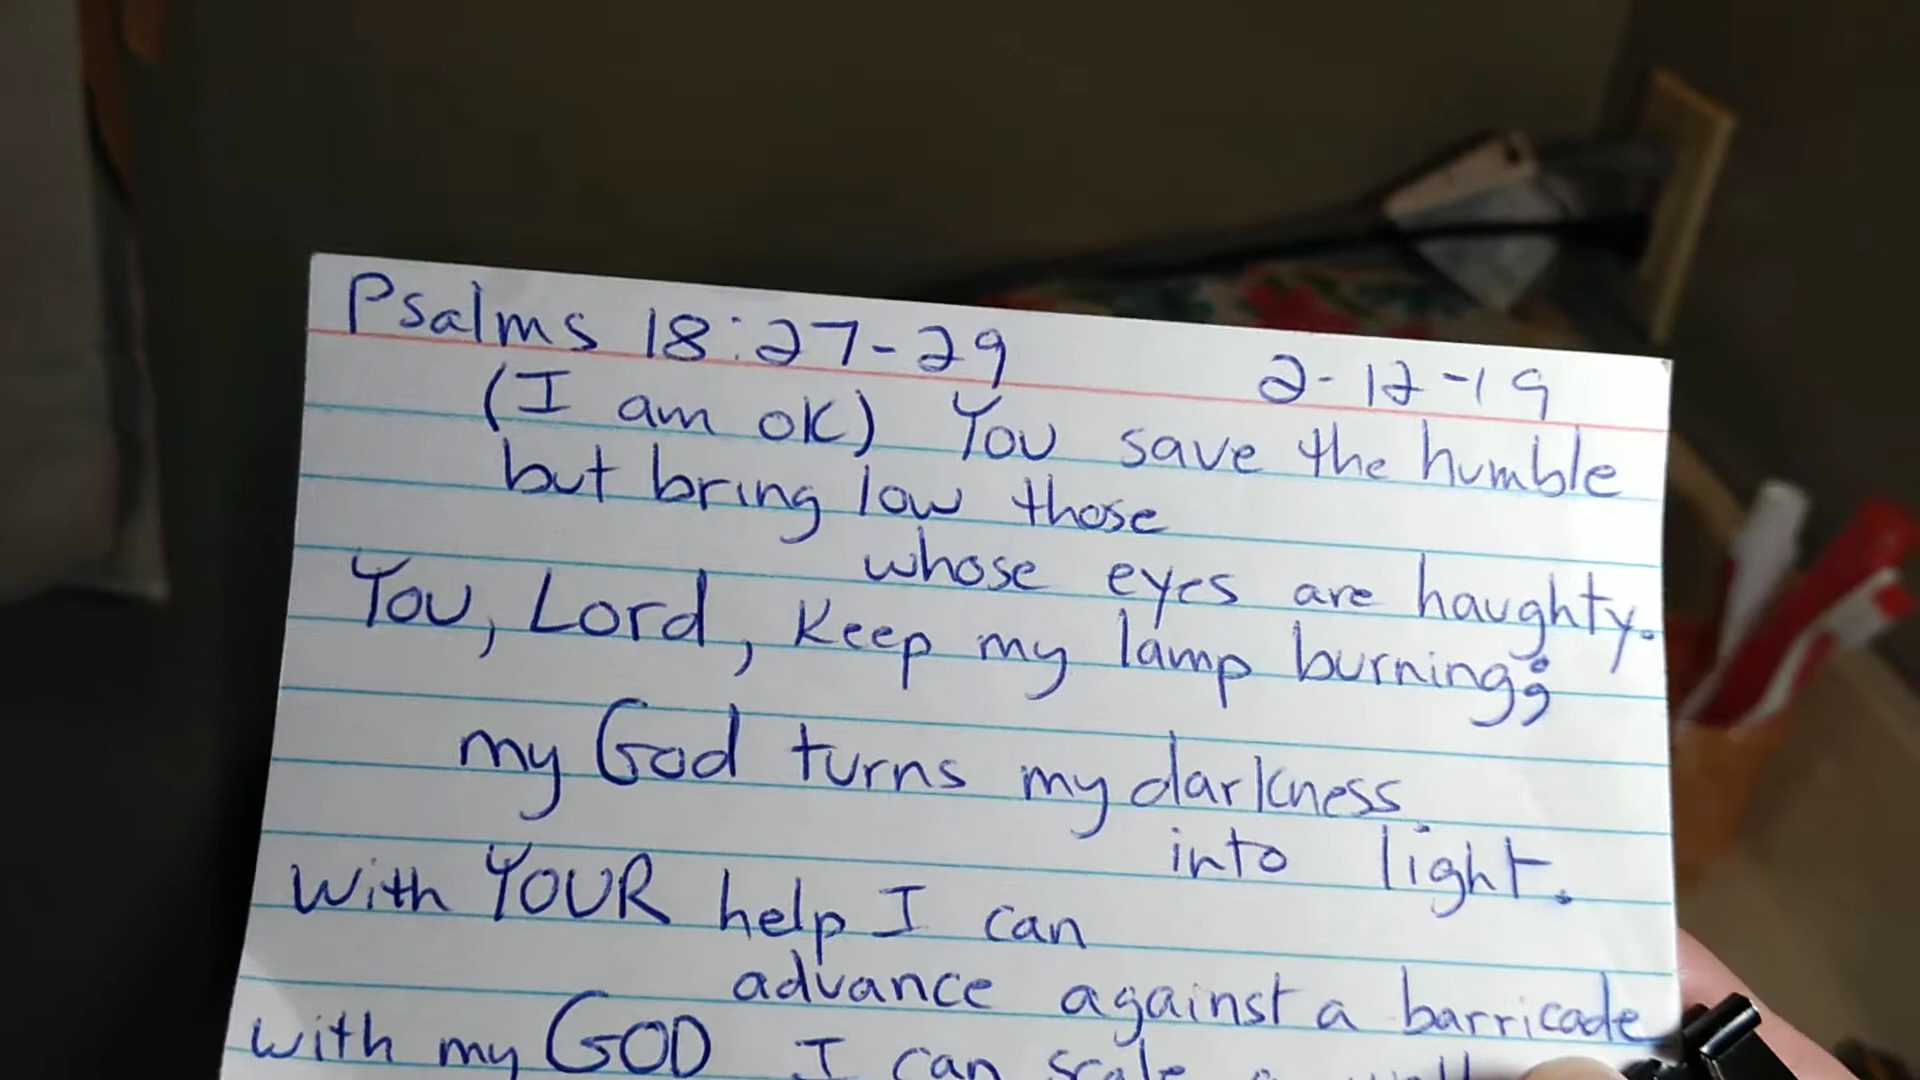 Psalms 18:27-29 2-12-19
(I am ok) You save the humble
but bring low those
whose eyes are haughty.
You, Lord, keep my lamp burning;
my God turns my darkness
into light.
With YOUR help I can
advance against a barricade
with my GOD I can scale a wall